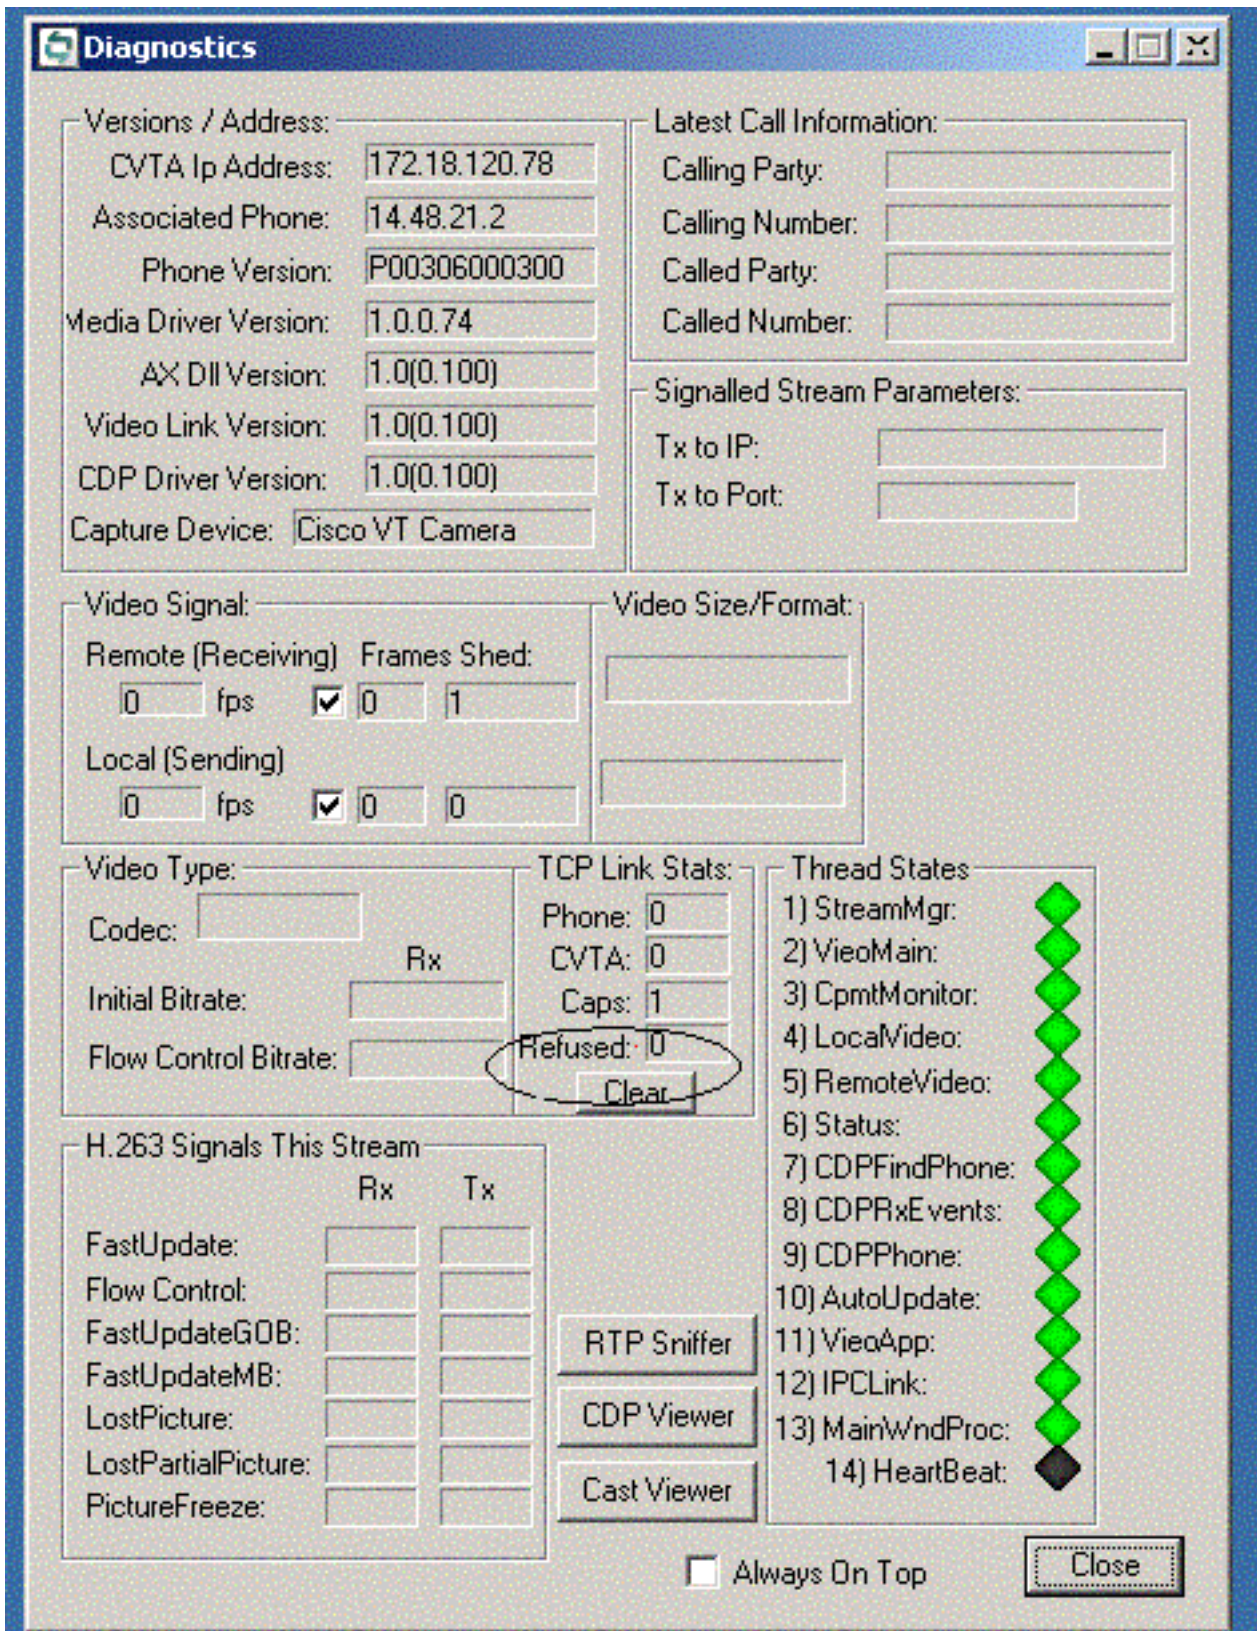 Diagnostics
Versions / Address:
CVTA Ip Address: 172.18.120.78
Associated Phone: 14.48.21.2
Phone Version: P00306000300
Media Driver Version: 1.0.0.74
AX Dll Version: 1.0(0.100)
Video Link Version: 1.0(0.100)
CDP Driver Version: 1.0(0.100)
Capture Device: Cisco VT Camera
Latest Call Information:
Calling Party:
Calling Number:
Called Party:
Called Number:
Signalled Stream Parameters:
Tx to IP:
Tx to Port:
Video Signal:
Remote (Receiving) Frames Shed:
0 fps 0 1
Local (Sending)
0 fps 0 0
Video Size/Format:
Video Type:
Codec:
Rx
Initial Bitrate:
Flow Control Bitrate:
TCP Link Stats:
Phone: 0
CVTA: 0
Caps: 1
Refused: 0
Clear
Thread States
1) StreamMgr:
2) VieoMain:
3) CpmtMonitor:
4) LocalVideo:
5) RemoteVideo:
6) Status:
7) CDPFindPhone:
8) CDPRxEvents:
9) CDPPhone:
10) AutoUpdate:
11) VieoApp:
12) IPCLink:
13) MainWndProc:
14) HeartBeat:
H.263 Signals This Stream
Rx Tx
FastUpdate:
Flow Control:
FastUpdateGOB:
FastUpdateMB:
LostPicture:
LostPartialPicture:
PictureFreeze:
RTP Sniffer
CDP Viewer
Cast Viewer
Always On Top
Close